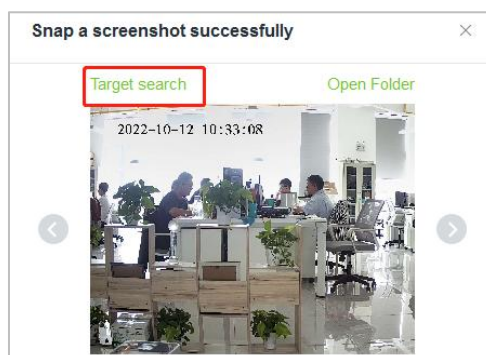 Snap a screenshot successfully
Target search
Open Folder
2022-10-12 10:33:08